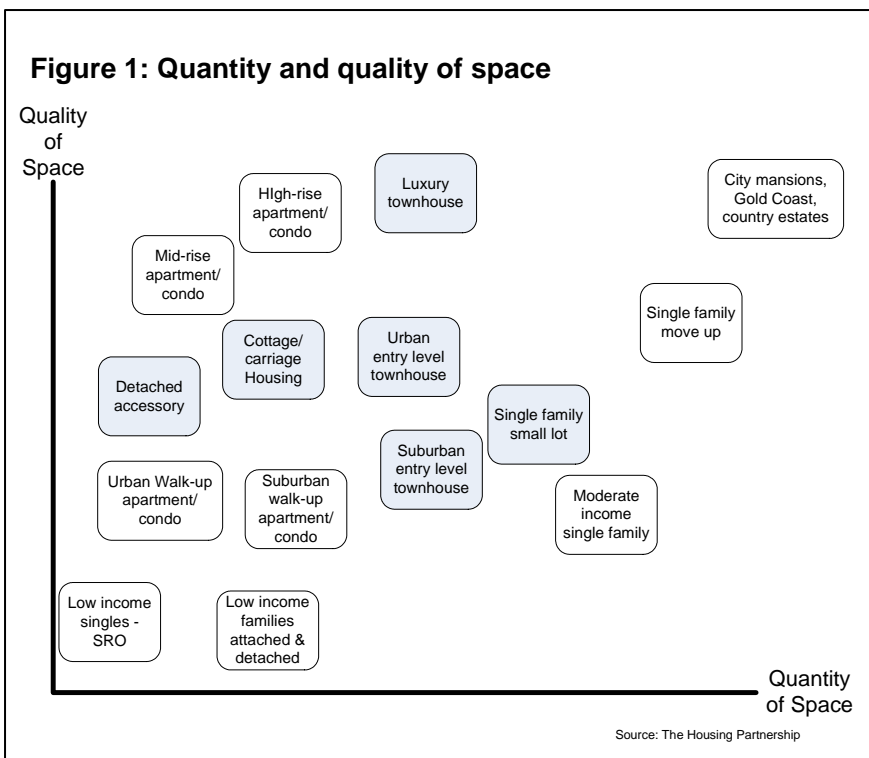 Figure 1: Quantity and quality of space
Quality
of
Space
HIgh-rise
apartment/
condo
Luxury
townhouse
City mansions,
Gold Coast,
country estates
Mid-rise
apartment/
condo
Single family
move up
Cottage/
carriage
Housing
Urban
entry level
townhouse
Detached
accessory
Single family
small lot
Suburban
entry level
townhouse
Urban Walk-up
apartment/
condo
Suburban
walk-up
apartment/
condo
Moderate
income
single family
Low income
singles -
SRO
Low income
families
attached &
detached
Quantity
of Space
Source: The Housing Partnership